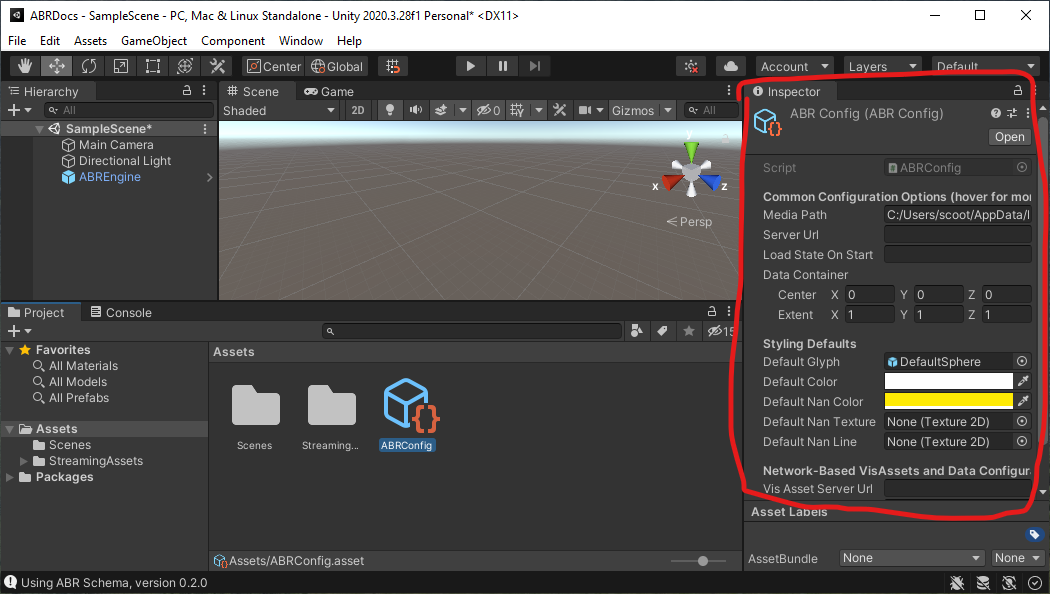 ABRDocs - SampleScene - PC, Mac & Linux Standalone - Unity 2020.3.28f1 Personal* <DX11>
File Edit Assets GameObject Component Window Help
Center Global Account Layers Default
Hierarchy
All
SampleScene*
Main Camera
Directional Light
ABREngine
Scene Game
Shaded 2D 0 Gizmos All
y
x z
Persp
Project Console
15
Favorites
All Materials
All Models
All Prefabs
Assets
Scenes
StreamingAssets
Packages
Assets
Scenes Streaming... ABRConfig
Assets/ABRConfig.asset
Inspector
ABR Config (ABR Config)
Open
Script ABRConfig
Common Configuration Options (hover for mor
Media Path C:/Users/scoot/AppData/
Server Url
Load State On Start
Data Container
Center X 0 Y 0 Z 0
Extent X 1 Y 1 Z 1
Styling Defaults
Default Glyph DefaultSphere
Default Color
Default Nan Color
Default Nan Texture None (Texture 2D)
Default Nan Line None (Texture 2D)
Network-Based VisAssets and Data Configura
Vis Asset Server Url
Asset Labels
AssetBundle None None
Using ABR Schema, version 0.2.0